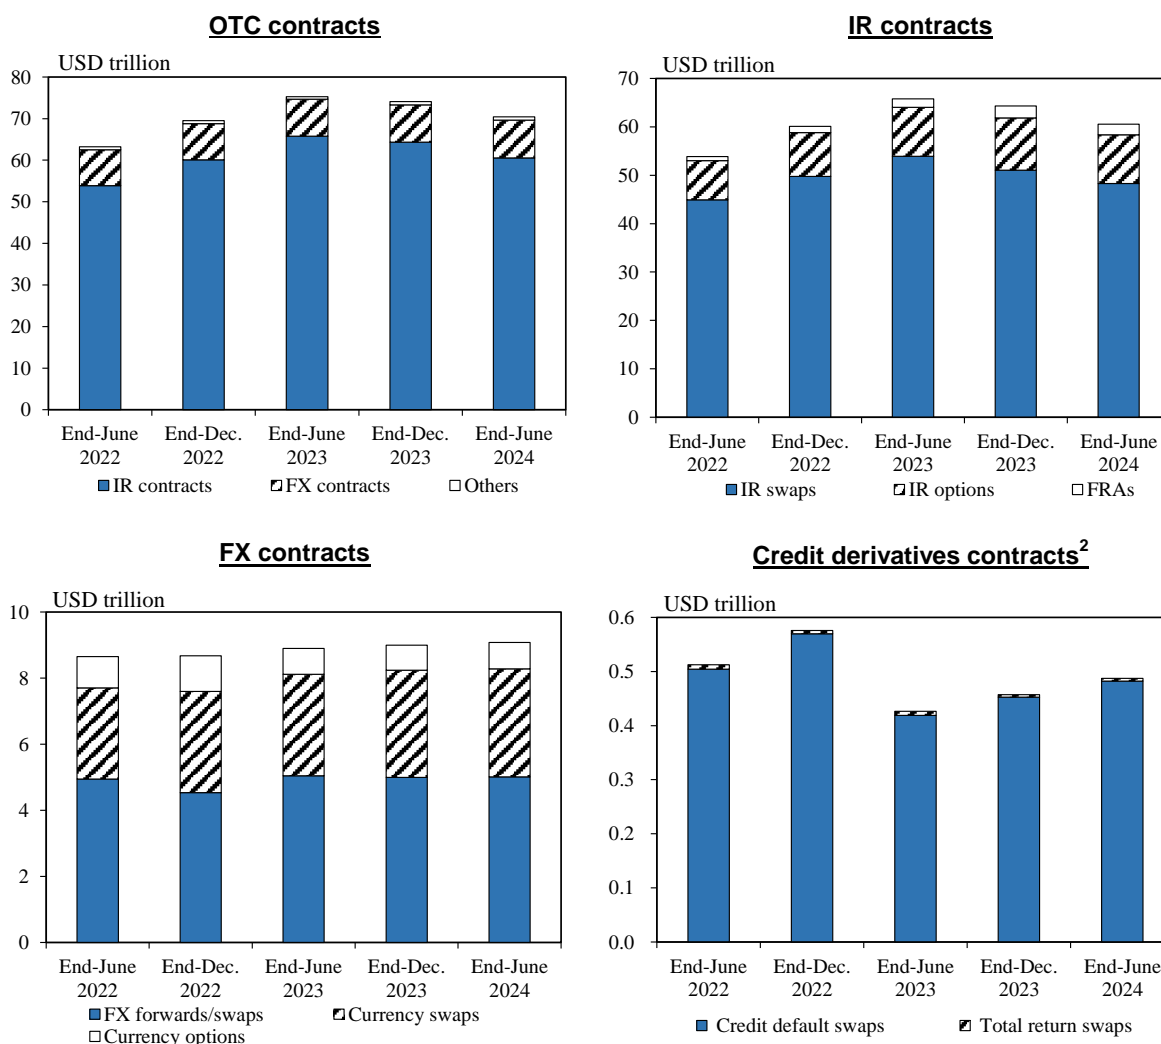 OTC contracts
USD trillion
80
70
60
50
40
30
20
10
0
End-June 2022
End-Dec. 2022
End-June 2023
End-Dec. 2023
End-June 2024
IR contracts
FX contracts
Others
IR contracts
USD trillion
70
60
50
40
30
20
10
0
End-June 2022
End-Dec. 2022
End-June 2023
End-Dec. 2023
End-June 2024
IR swaps
IR options
FRAs
FX contracts
USD trillion
10
8
6
4
2
0
End-June 2022
End-Dec. 2022
End-June 2023
End-Dec. 2023
End-June 2024
FX forwards/swaps
Currency swaps
Currency options
Credit derivatives contracts2
USD trillion
0.6
0.5
0.4
0.3
0.2
0.1
0.0
End-June 2022
End-Dec. 2022
End-June 2023
End-Dec. 2023
End-June 2024
Credit default swaps
Total return swaps